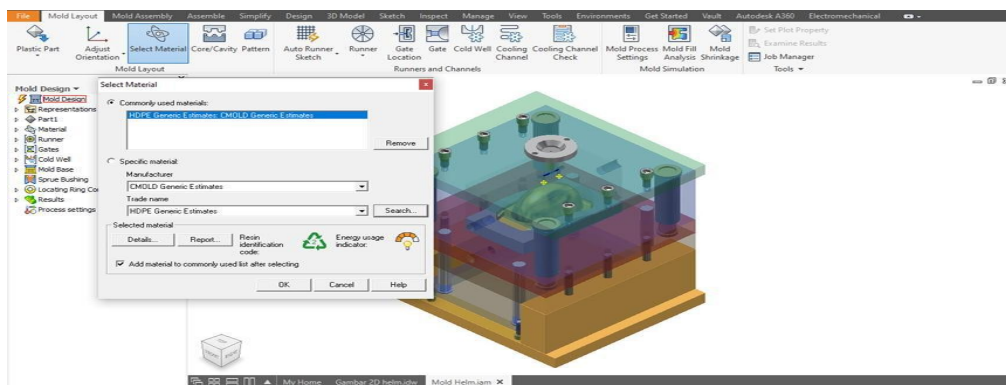 File Mold Layout Mold Assembly Assemble Simplify Design 3D Model Sketch Inspect Manage View Tools Environments Get Started Vault Autodesk A360 Electromechanical
Plastic Part
Adjust Orientation
Select Material
Core/Cavity
Pattern
Auto Runner Sketch
Runner
Gate Location
Gate
Cold Well
Cooling Channel
Cooling Channel Check
Mold Process Settings
Mold Fill Analysis
Mold Shrinkage
Set Plot Property
Examine Results
Job Manager
Mold Layout
Runners and Channels
Mold Simulation
Tools
Mold Design
Mold Design
Representations
Part1
Material
Runner
Gates
Cold Well
Mold Base
Sprue Bushing
Locating Ring Co
Results
Process settings
Select Material
Commonly used materials:
HDPE Generic Estimates: CMOLD Generic Estimates
Remove
Specific material:
Manufacturer
CMOLD Generic Estimates
Trade name
HDPE Generic Estimates
Search...
Selected material
Details...
Report...
Resin identification code:
2
Energy usage indicator:
Add material to commonly used list after selecting
OK Cancel Help
FRONT RIGHT
My Home Gambar 2D helm.idw Mold Helm.iam